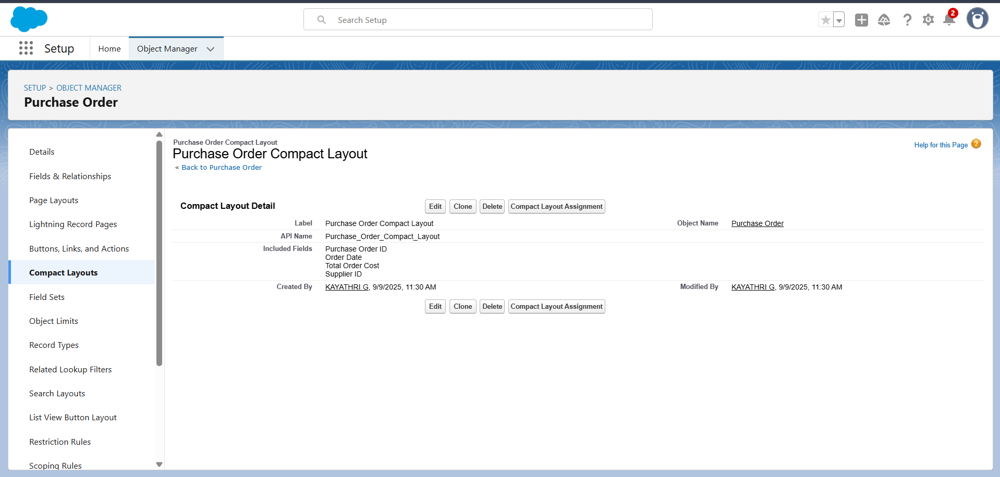 Search Setup
2
Setup
Home
Object Manager
SETUP > OBJECT MANAGER
Purchase Order
Details
Fields & Relationships
Page Layouts
Lightning Record Pages
Buttons, Links, and Actions
Compact Layouts
Field Sets
Object Limits
Record Types
Related Lookup Filters
Search Layouts
List View Button Layout
Restriction Rules
Scoping Rules
Purchase Order Compact Layout
Purchase Order Compact Layout
« Back to Purchase Order
Help for this Page ?
Compact Layout Detail
Edit Clone Delete Compact Layout Assignment
Label Purchase Order Compact Layout Object Name Purchase Order
API Name Purchase_Order_Compact_Layout
Included Fields Purchase Order ID
Order Date
Total Order Cost
Supplier ID
Created By KAYATHRI G, 9/9/2025, 11:30 AM Modified By KAYATHRI G, 9/9/2025, 11:30 AM
Edit Clone Delete Compact Layout Assignment